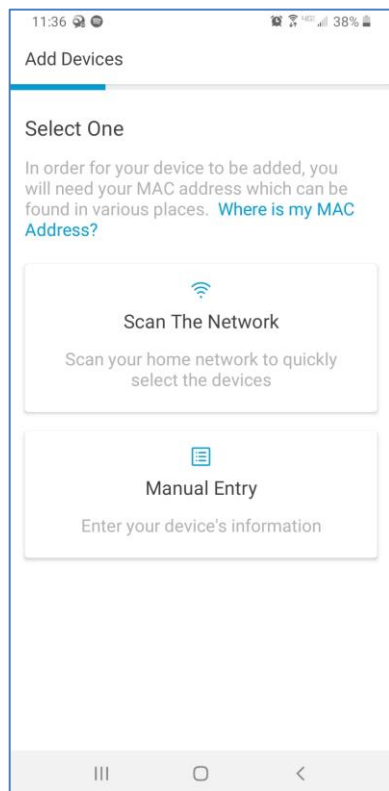 11:36 38%
Add Devices
Select One
In order for your device to be added, you
will need your MAC address which can be
found in various places. Where is my MAC
Address?
Scan The Network
Scan your home network to quickly
select the devices
Manual Entry
Enter your device's information